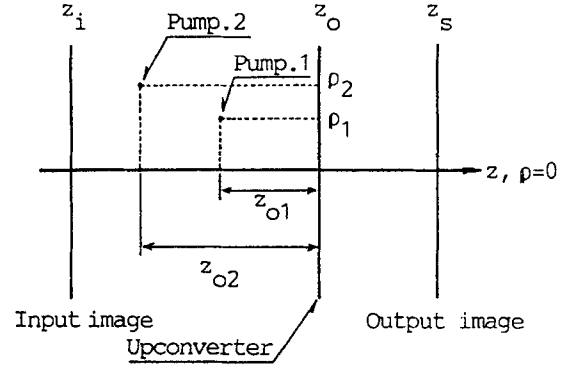 z_i
z_o
z_s
Pump.2
Pump.1
ρ_2
ρ_1
z, ρ=0
z_o1
z_o2
Input image
Output image
Upconverter